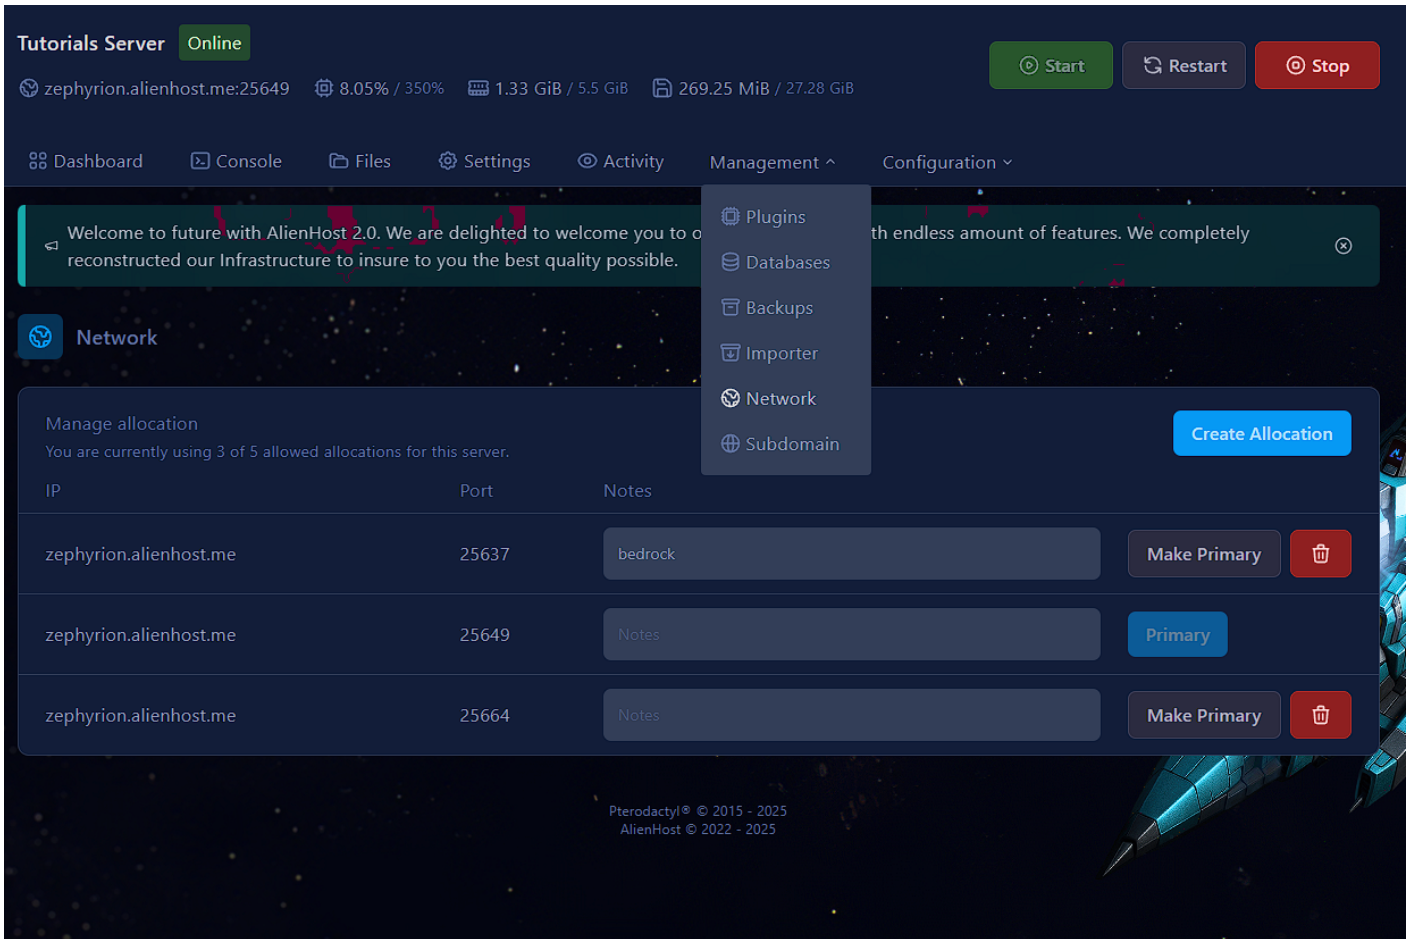 Tutorials Server Online
Start Restart Stop
zephyrion.alienhost.me:25649 8.05% / 350% 1.33 GiB / 5.5 GiB 269.25 MiB / 27.28 GiB
Dashboard Console Files Settings Activity Management Configuration
Plugins
Databases
Backups
Importer
Network
Subdomain
Welcome to future with AlienHost 2.0. We are delighted to welcome you to o th endless amount of features. We completely
reconstructed our Infrastructure to insure to you the best quality possible.
Network
Manage allocation
You are currently using 3 of 5 allowed allocations for this server.
Create Allocation
IP Port Notes
zephyrion.alienhost.me 25637 bedrock Make Primary
zephyrion.alienhost.me 25649 Notes Primary
zephyrion.alienhost.me 25664 Notes Make Primary
Pterodactyl® © 2015 - 2025
AlienHost © 2022 - 2025